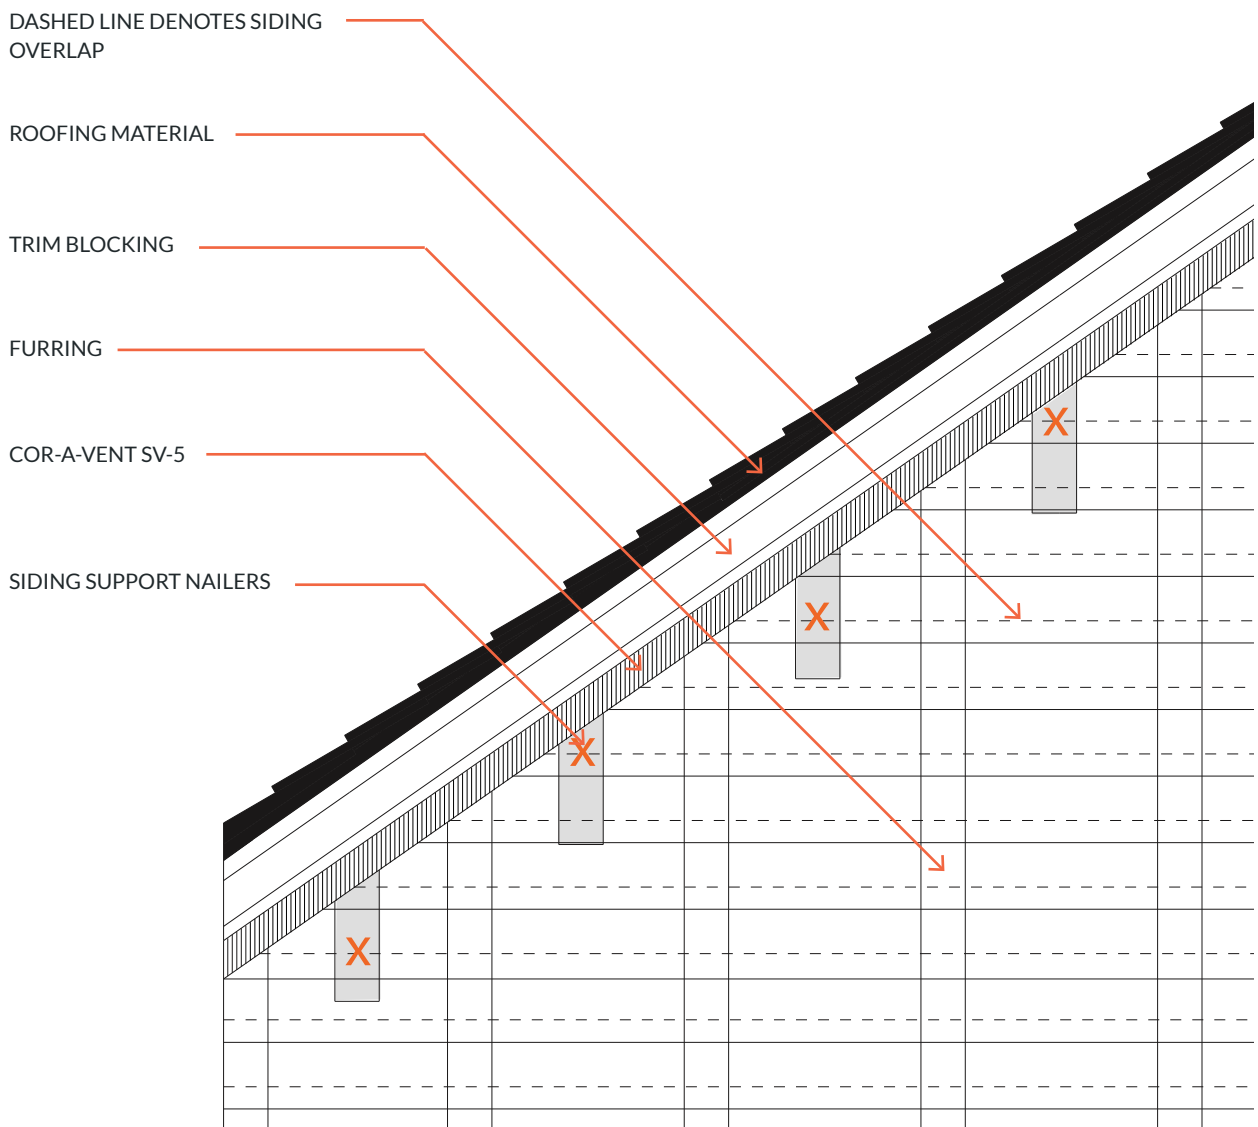 DASHED LINE DENOTES SIDING
OVERLAP
ROOFING MATERIAL
TRIM BLOCKING
FURRING
COR-A-VENT SV-5
SIDING SUPPORT NAILERS
X
X
X
X